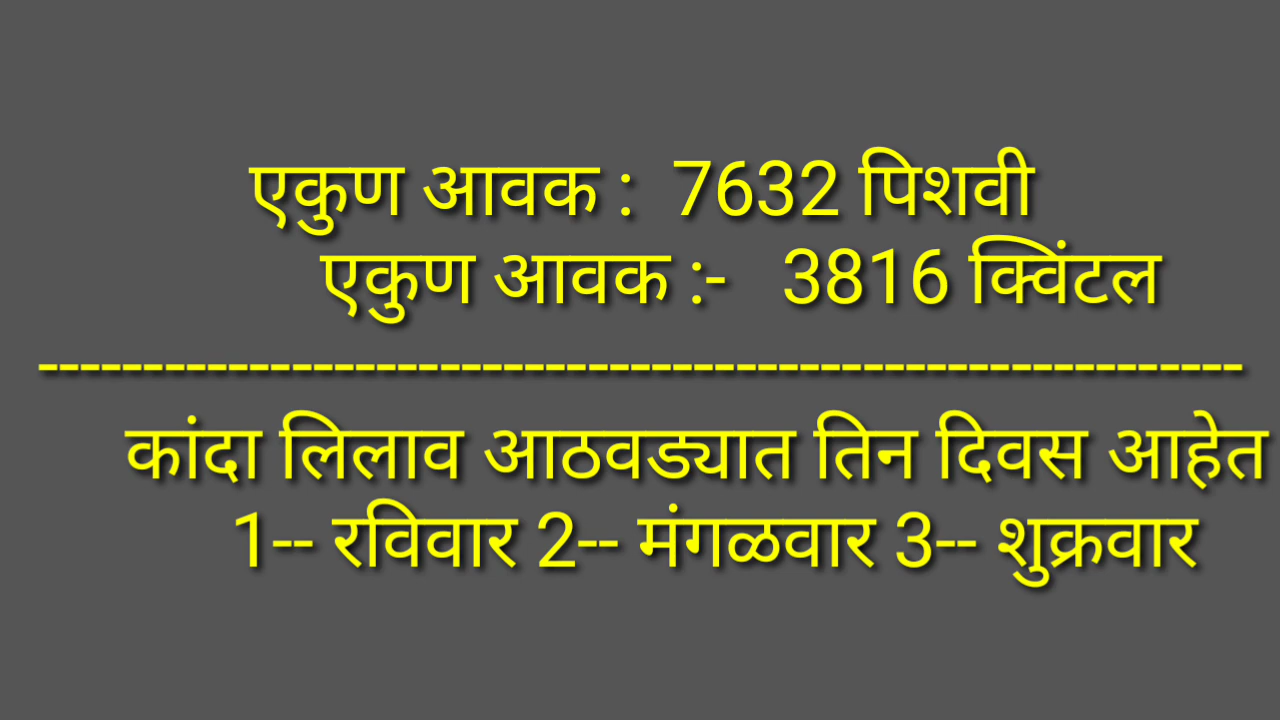 एकुण आवक :  7632 पिशवी
एकुण आवक :-   3816 क्विंटल
---------------------------------------------------------
कांदा लिलाव आठवड्यात तिन दिवस आहेत
1-- रविवार 2-- मंगळवार 3-- शुक्रवार